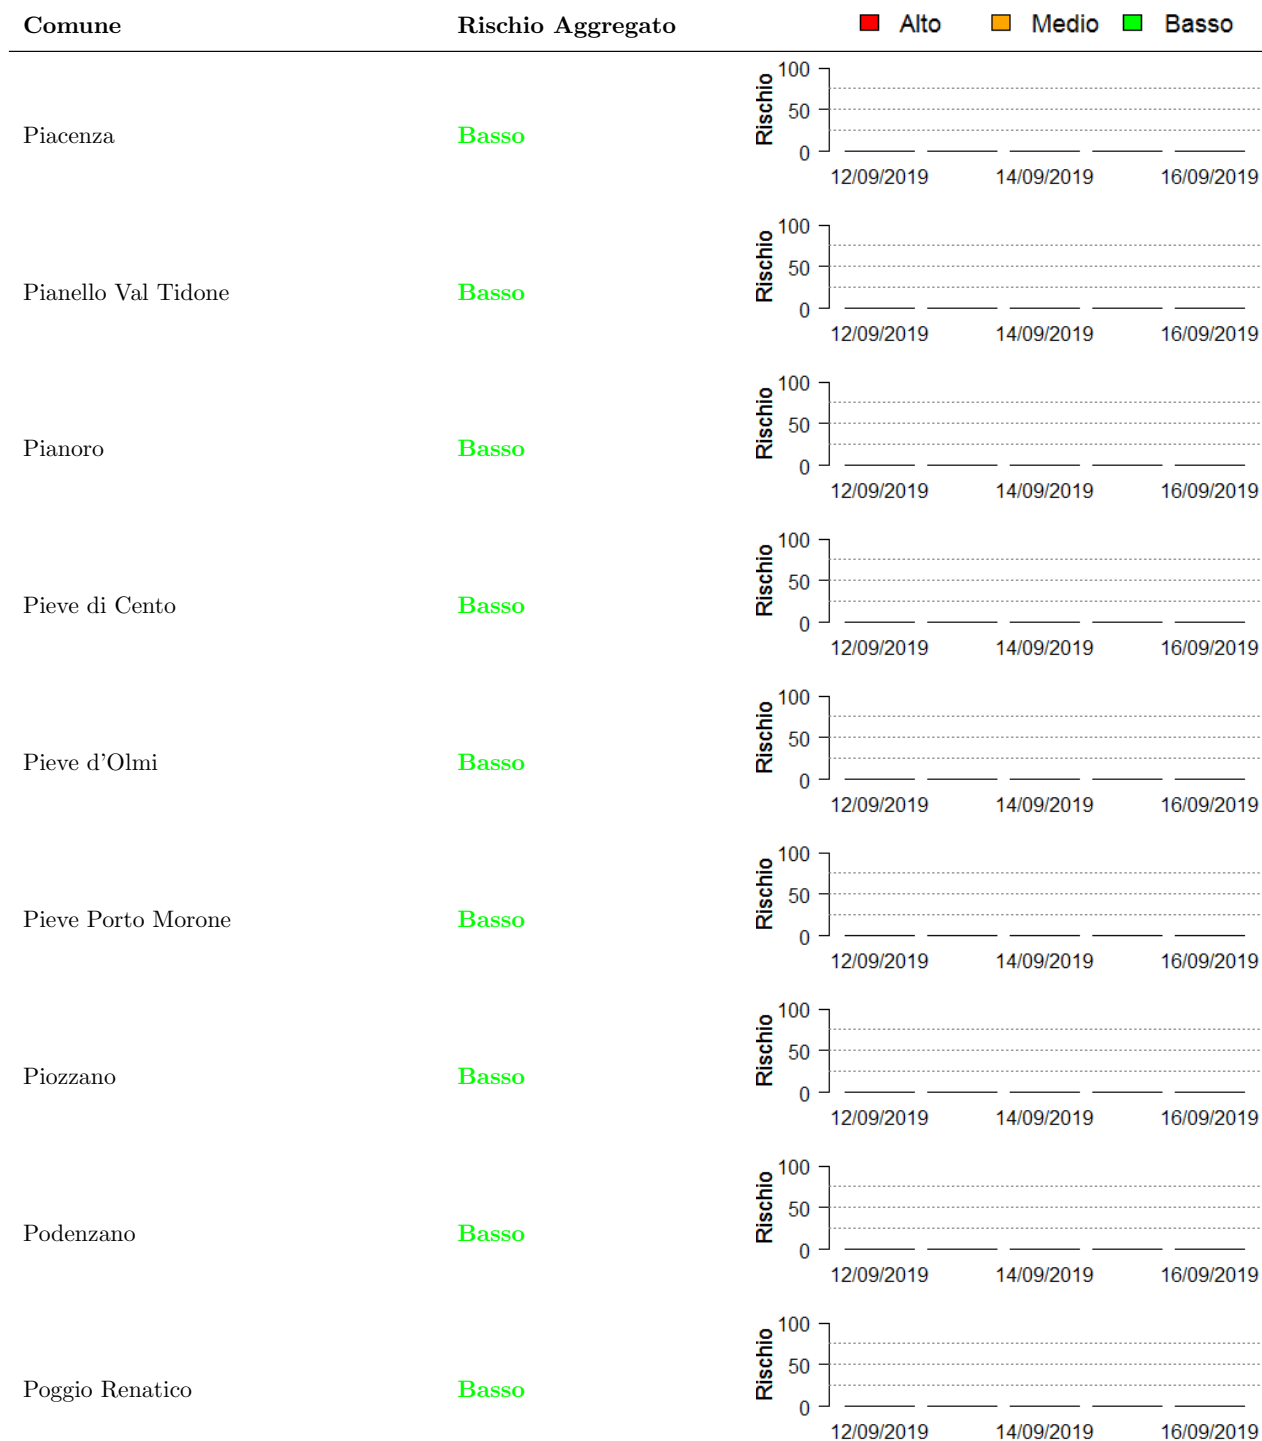 Comune Rischio Aggregato Alto Medio Basso
100
50
0
Rischio
Piacenza Basso
12/09/2019 14/09/2019 16/09/2019
100
50
0
Rischio
Pianello Val Tidone Basso
12/09/2019 14/09/2019 16/09/2019
100
50
0
Rischio
Pianoro Basso
12/09/2019 14/09/2019 16/09/2019
100
50
0
Rischio
Pieve di Cento Basso
12/09/2019 14/09/2019 16/09/2019
100
50
0
Rischio
Pieve d'Olmi Basso
12/09/2019 14/09/2019 16/09/2019
100
50
0
Rischio
Pieve Porto Morone Basso
12/09/2019 14/09/2019 16/09/2019
100
50
0
Rischio
Piozzano Basso
12/09/2019 14/09/2019 16/09/2019
100
50
0
Rischio
Podenzano Basso
12/09/2019 14/09/2019 16/09/2019
100
50
0
Rischio
Poggio Renatico Basso
12/09/2019 14/09/2019 16/09/2019